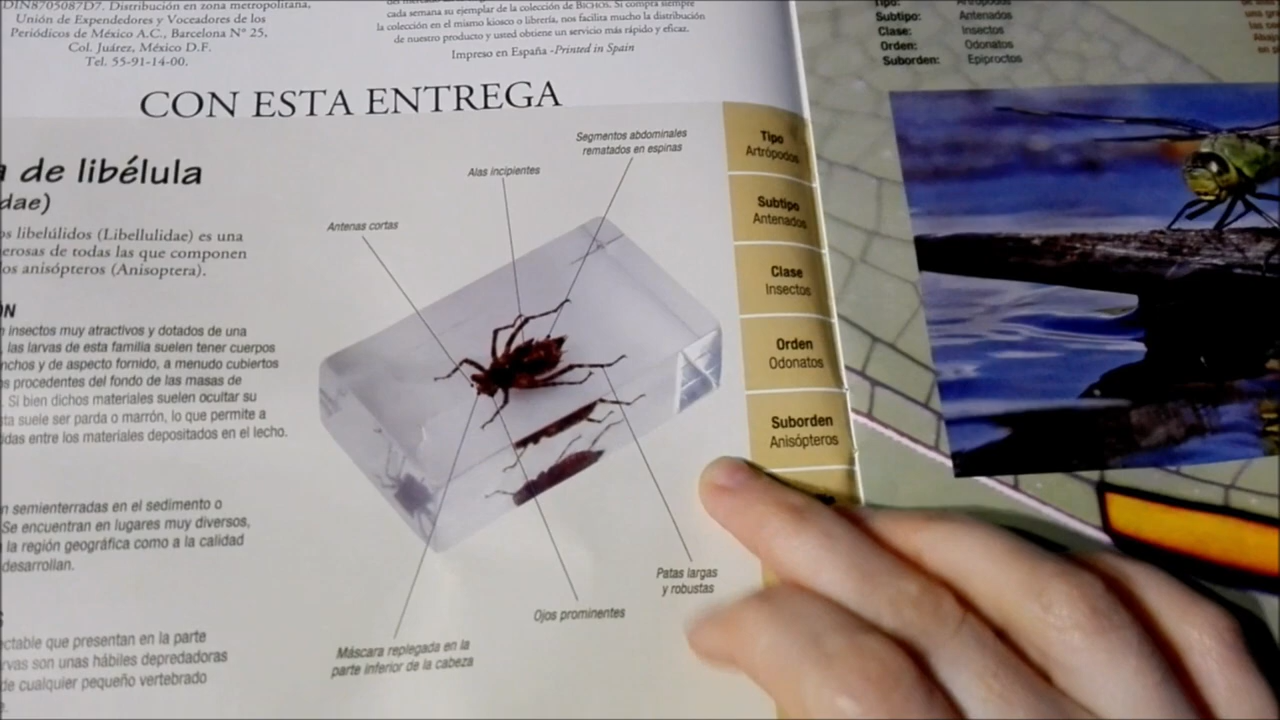 DIN8705087D7. Distribución en zona metropolitana,
Unión de Expendedores y Voceadores de los
Periódicos de México A.C., Barcelona Nº 25,
Col. Juárez, México D.F.
Tel. 55-91-14-00.
cada semana su ejemplar de la colección de BICHOS. Si compra siempre
la colección en el mismo kiosco o librería, nos facilita mucho la distribución
de nuestro producto y usted obtiene un servicio más rápido y eficaz.
Impreso en España -Printed in Spain
CON ESTA ENTREGA
a de libélula
dae)
os libelúlidos (Libellulidae) es una
erosas de todas las que componen
los anisópteros (Anisoptera).
ÓN
n insectos muy atractivos y dotados de una
, las larvas de esta familia suelen tener cuerpos
nchos y de aspecto fornido, a menudo cubiertos
s procedentes del fondo de las masas de
. Si bien dichos materiales suelen ocultar su
sta suele ser parda o marrón, lo que permite a
idas entre los materiales depositados en el lecho.
n semienterradas en el sedimento o
Se encuentran en lugares muy diversos,
la región geográfica como a la calidad
desarrollan.
S
ectable que presentan en la parte
rvas son unas hábiles depredadoras
de cualquier pequeño vertebrado
Antenas cortas
Alas incipientes
Segmentos abdominales
rematados en espinas
Máscara replegada en la
parte inferior de la cabeza
Ojos prominentes
Patas largas
y robustas
Tipo
Artrópodos
Subtipo
Antenados
Clase
Insectos
Orden
Odonatos
Suborden
Anisópteros
Tipo: Artrópodos
Subtipo: Antenados
Clase: Insectos
Orden: Odonatos
Suborden: Epiproctos